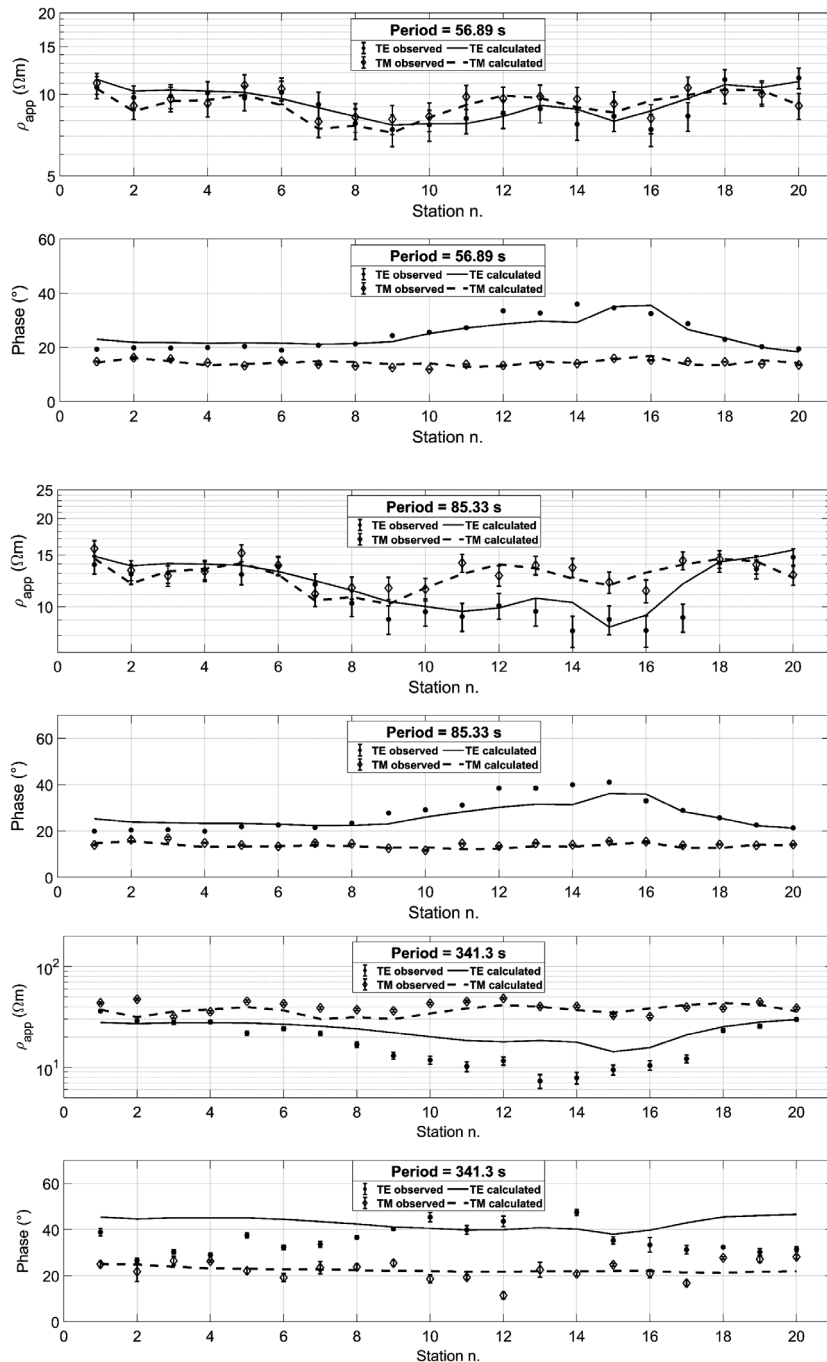 Period = 56.89 s
TE observed TE calculated
TM observed TM calculated
20
15
10
5
ρapp (Ωm)
0 2 4 6 8 10 12 14 16 18 20
Station n.
Period = 56.89 s
TE observed TE calculated
TM observed TM calculated
60
40
20
0
Phase (°)
0 2 4 6 8 10 12 14 16 18 20
Station n.
Period = 85.33 s
TE observed TE calculated
TM observed TM calculated
25
20
15
10
ρapp (Ωm)
0 2 4 6 8 10 12 14 16 18 20
Station n.
Period = 85.33 s
TE observed TE calculated
TM observed TM calculated
60
40
20
0
Phase (°)
0 2 4 6 8 10 12 14 16 18 20
Station n.
Period = 341.3 s
TE observed TE calculated
TM observed TM calculated
10²
10¹
ρapp (Ωm)
0 2 4 6 8 10 12 14 16 18 20
Station n.
Period = 341.3 s
TE observed TE calculated
TM observed TM calculated
60
40
20
0
Phase (°)
0 2 4 6 8 10 12 14 16 18 20
Station n.